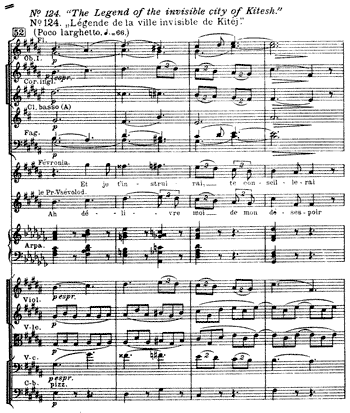 No 124. "The Legend of the invisible city of Kitesh."
No 124. „Légende de la ville invisible de Kitej."
52 (Poco larghetto, ♩. = 66.)
Fl.
Ob. I.
Cor. ingl.
Cl. basso (A)
Fag.
Févronia.
Et je t'in - strui - rai, te con - seil - le - rai
le Pr. Vsévolod.
Ah dé - li - vre moi de mon dé - ses - poir
Arpa.
Viol.
p espr.
V-le.
V-c.
p espr.
C-b. pizz.
p